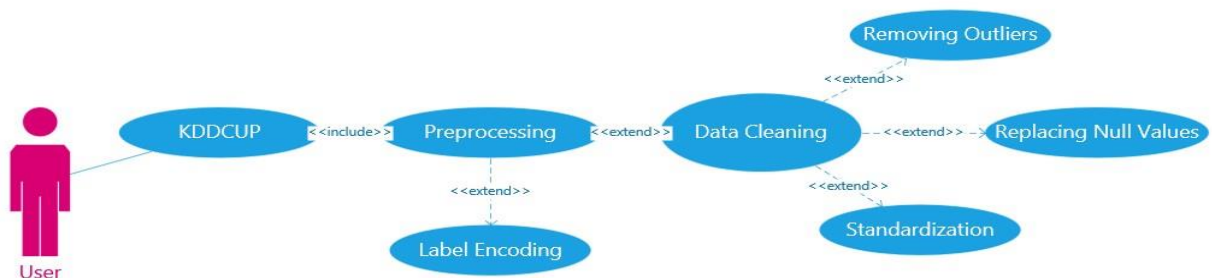 Removing Outliers
<<extend>>
KDDCUP
<<include>>
Preprocessing
<<extend>>
Data Cleaning
<<extend>>
Replacing Null Values
<<extend>>
<<extend>>
Standardization
Label Encoding
User